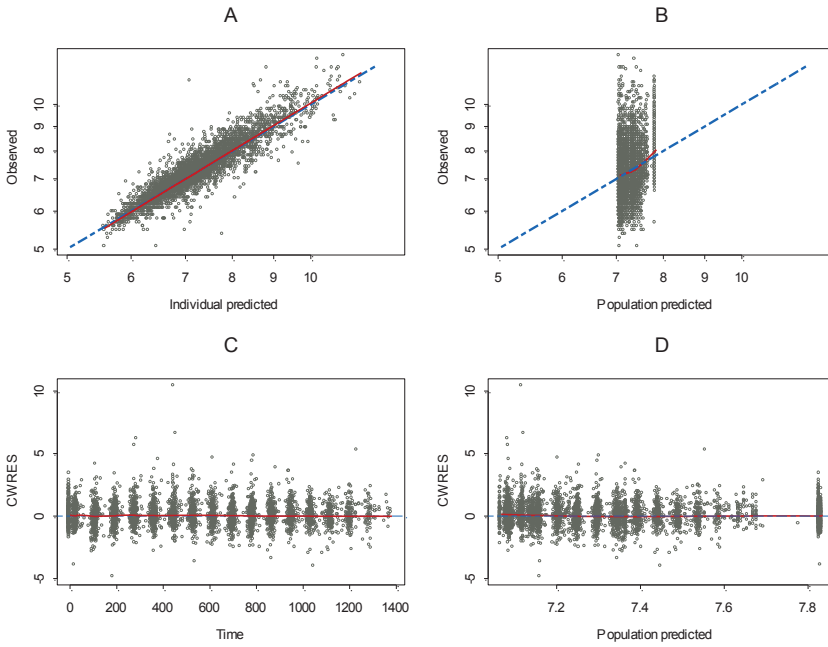 A
Observed
10
9
8
7
6
5
5 6 7 8 9 10
Individual predicted
B
Observed
10
9
8
7
6
5
5 6 7 8 9 10
Population predicted
C
CWRES
10
5
0
-5
0 200 400 600 800 1000 1200 1400
Time
D
CWRES
10
5
0
-5
7.2 7.4 7.6 7.8
Population predicted